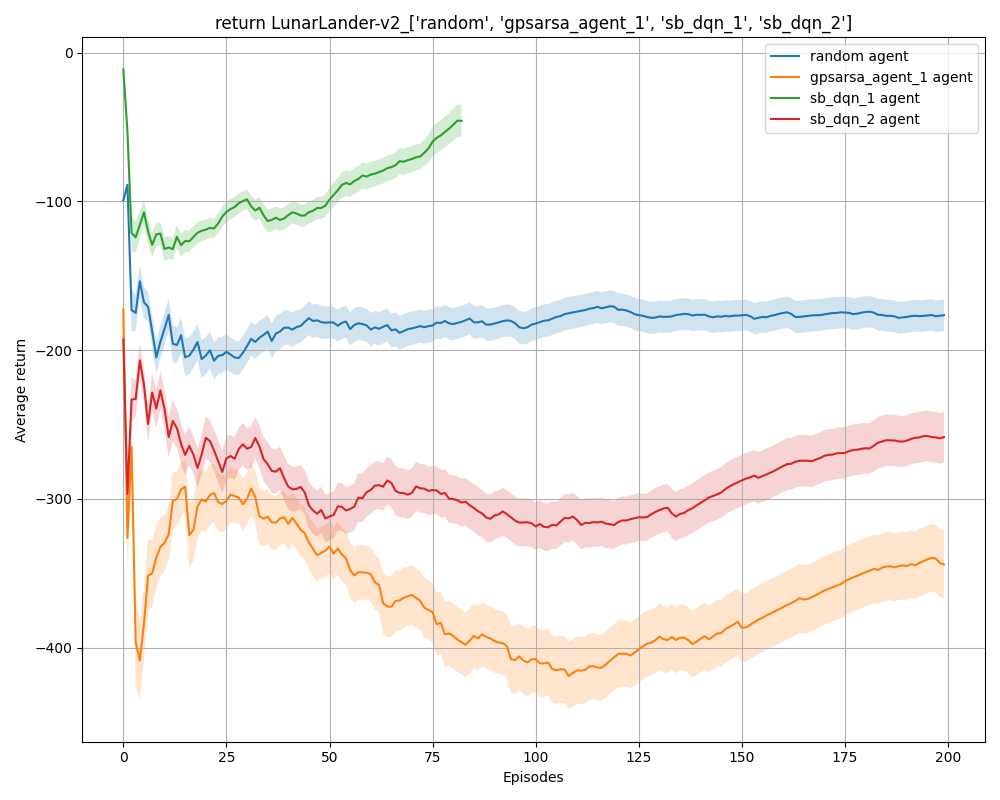 return LunarLander-v2_['random', 'gpsarsa_agent_1', 'sb_dqn_1', 'sb_dqn_2']
random agent
gpsarsa_agent_1 agent
sb_dqn_1 agent
sb_dqn_2 agent
Average return
0
−100
−200
−300
−400
0 25 50 75 100 125 150 175 200
Episodes